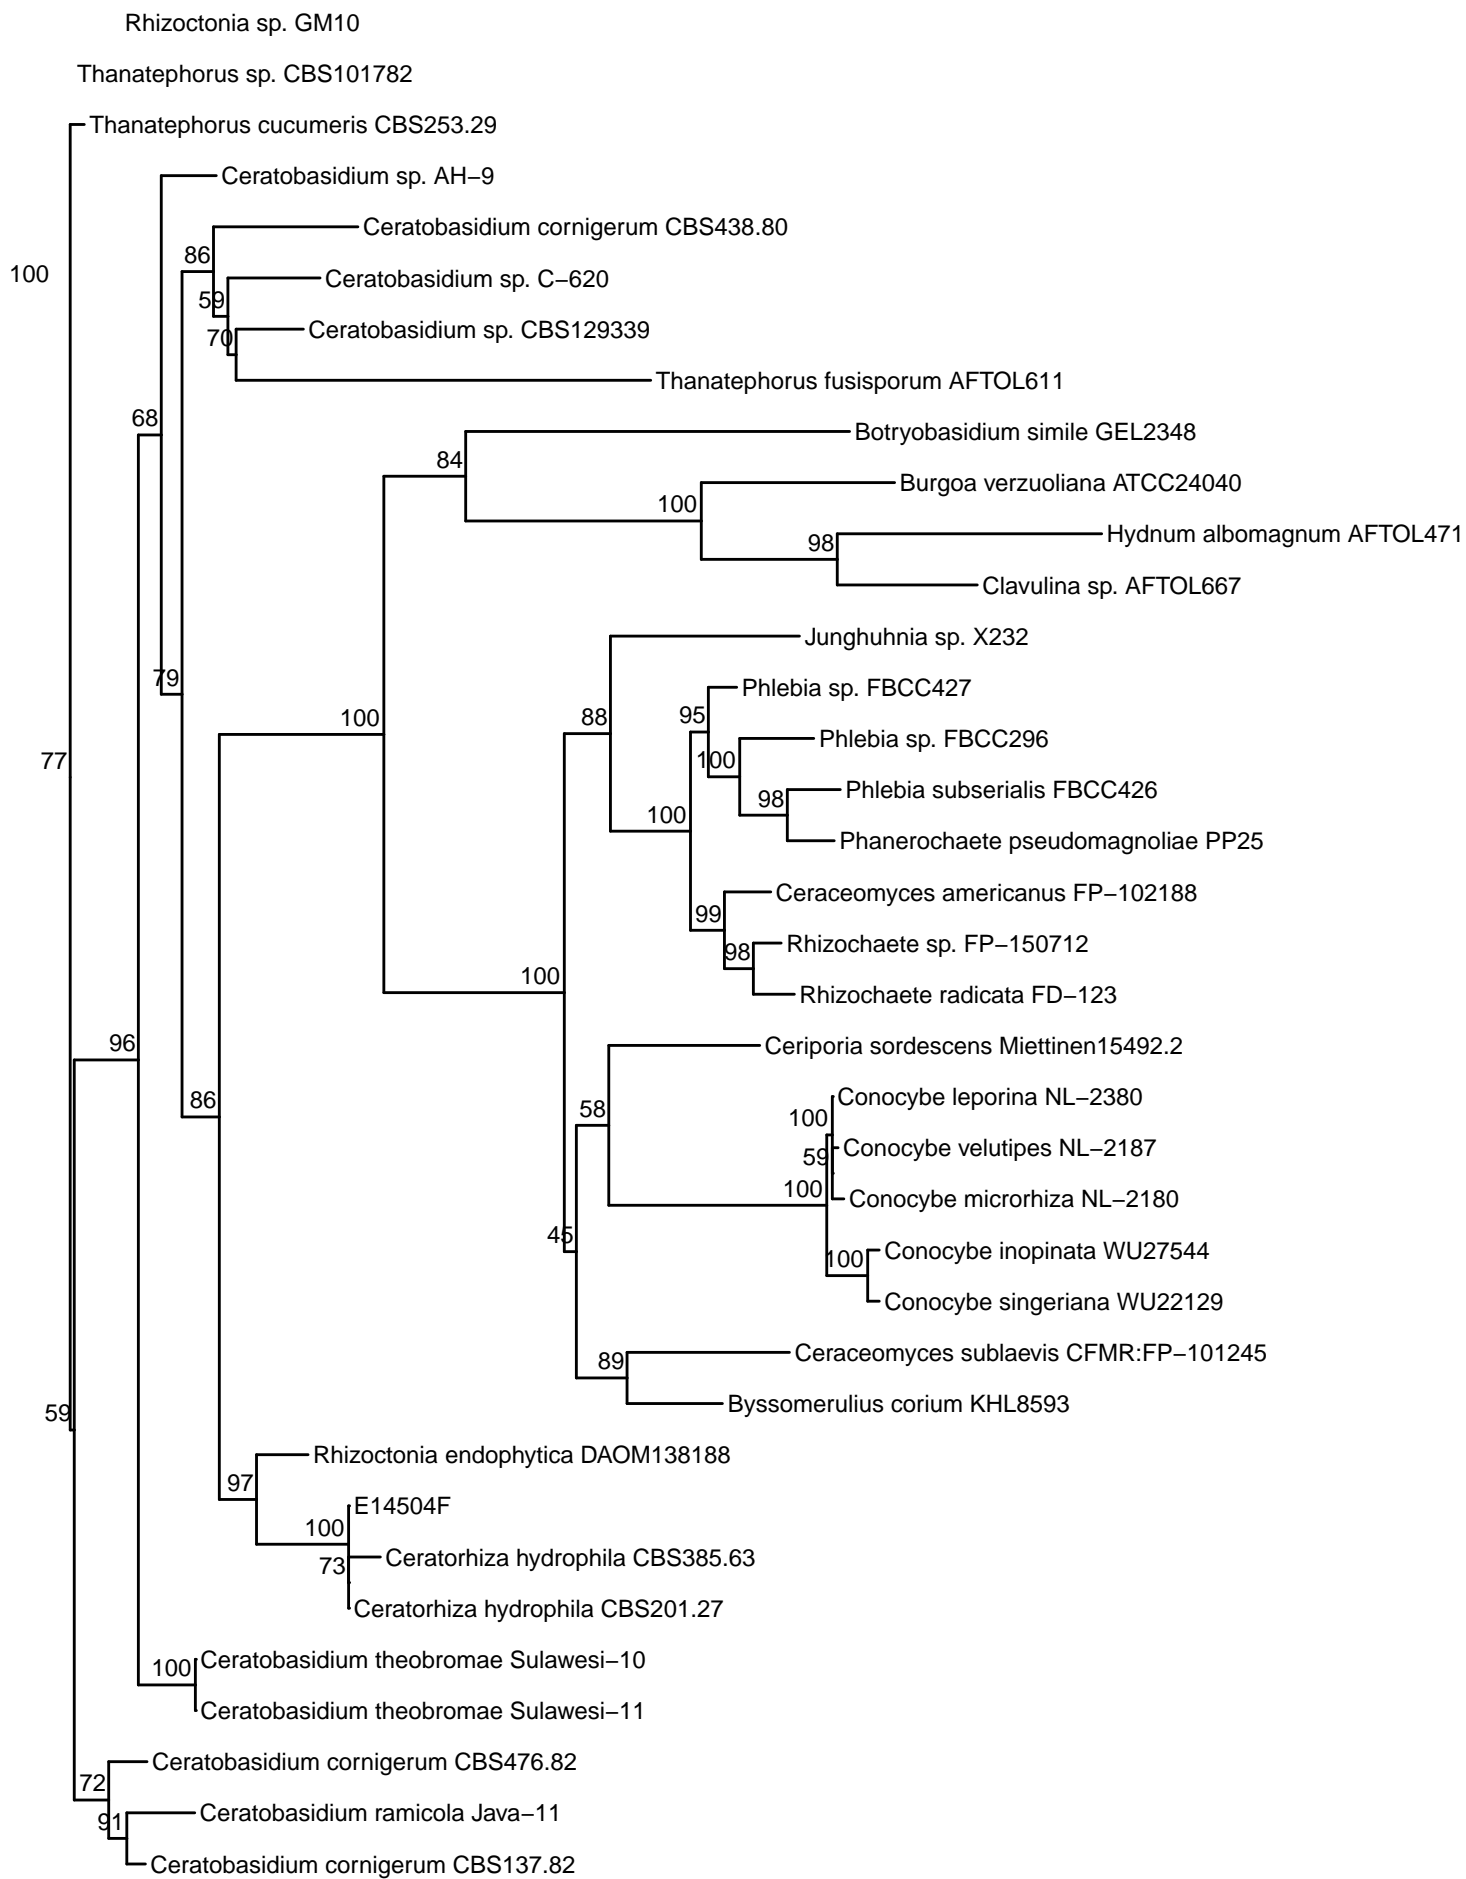 Rhizoctonia sp. GM10
Thanatephorus sp. CBS101782
Thanatephorus cucumeris CBS253.29
Ceratobasidium sp. AH−9
Ceratobasidium cornigerum CBS438.80
86
100
Ceratobasidium sp. C−620
59
Ceratobasidium sp. CBS129339
70
Thanatephorus fusisporum AFTOL611
68
Botryobasidium simile GEL2348
84
Burgoa verzuoliana ATCC24040
100
Hydnum albomagnum AFTOL471
98
Clavulina sp. AFTOL667
Junghuhnia sp. X232
79
Phlebia sp. FBCC427
100
88
95
Phlebia sp. FBCC296
77
100
Phlebia subserialis FBCC426
98
100
Phanerochaete pseudomagnoliae PP25
Ceraceomyces americanus FP−102188
99
Rhizochaete sp. FP−150712
98
100
Rhizochaete radicata FD−123
96
Ceriporia sordescens Miettinen15492.2
86
58
Conocybe leporina NL−2380
100
Conocybe velutipes NL−2187
59
100
Conocybe microrhiza NL−2180
45
Conocybe inopinata WU27544
100
Conocybe singeriana WU22129
Ceraceomyces sublaevis CFMR:FP−101245
89
Byssomerulius corium KHL8593
59
Rhizoctonia endophytica DAOM138188
97
E14504F
100
Ceratorhiza hydrophila CBS385.63
73
Ceratorhiza hydrophila CBS201.27
Ceratobasidium theobromae Sulawesi−10
100
Ceratobasidium theobromae Sulawesi−11
Ceratobasidium cornigerum CBS476.82
72
Ceratobasidium ramicola Java−11
91
Ceratobasidium cornigerum CBS137.82